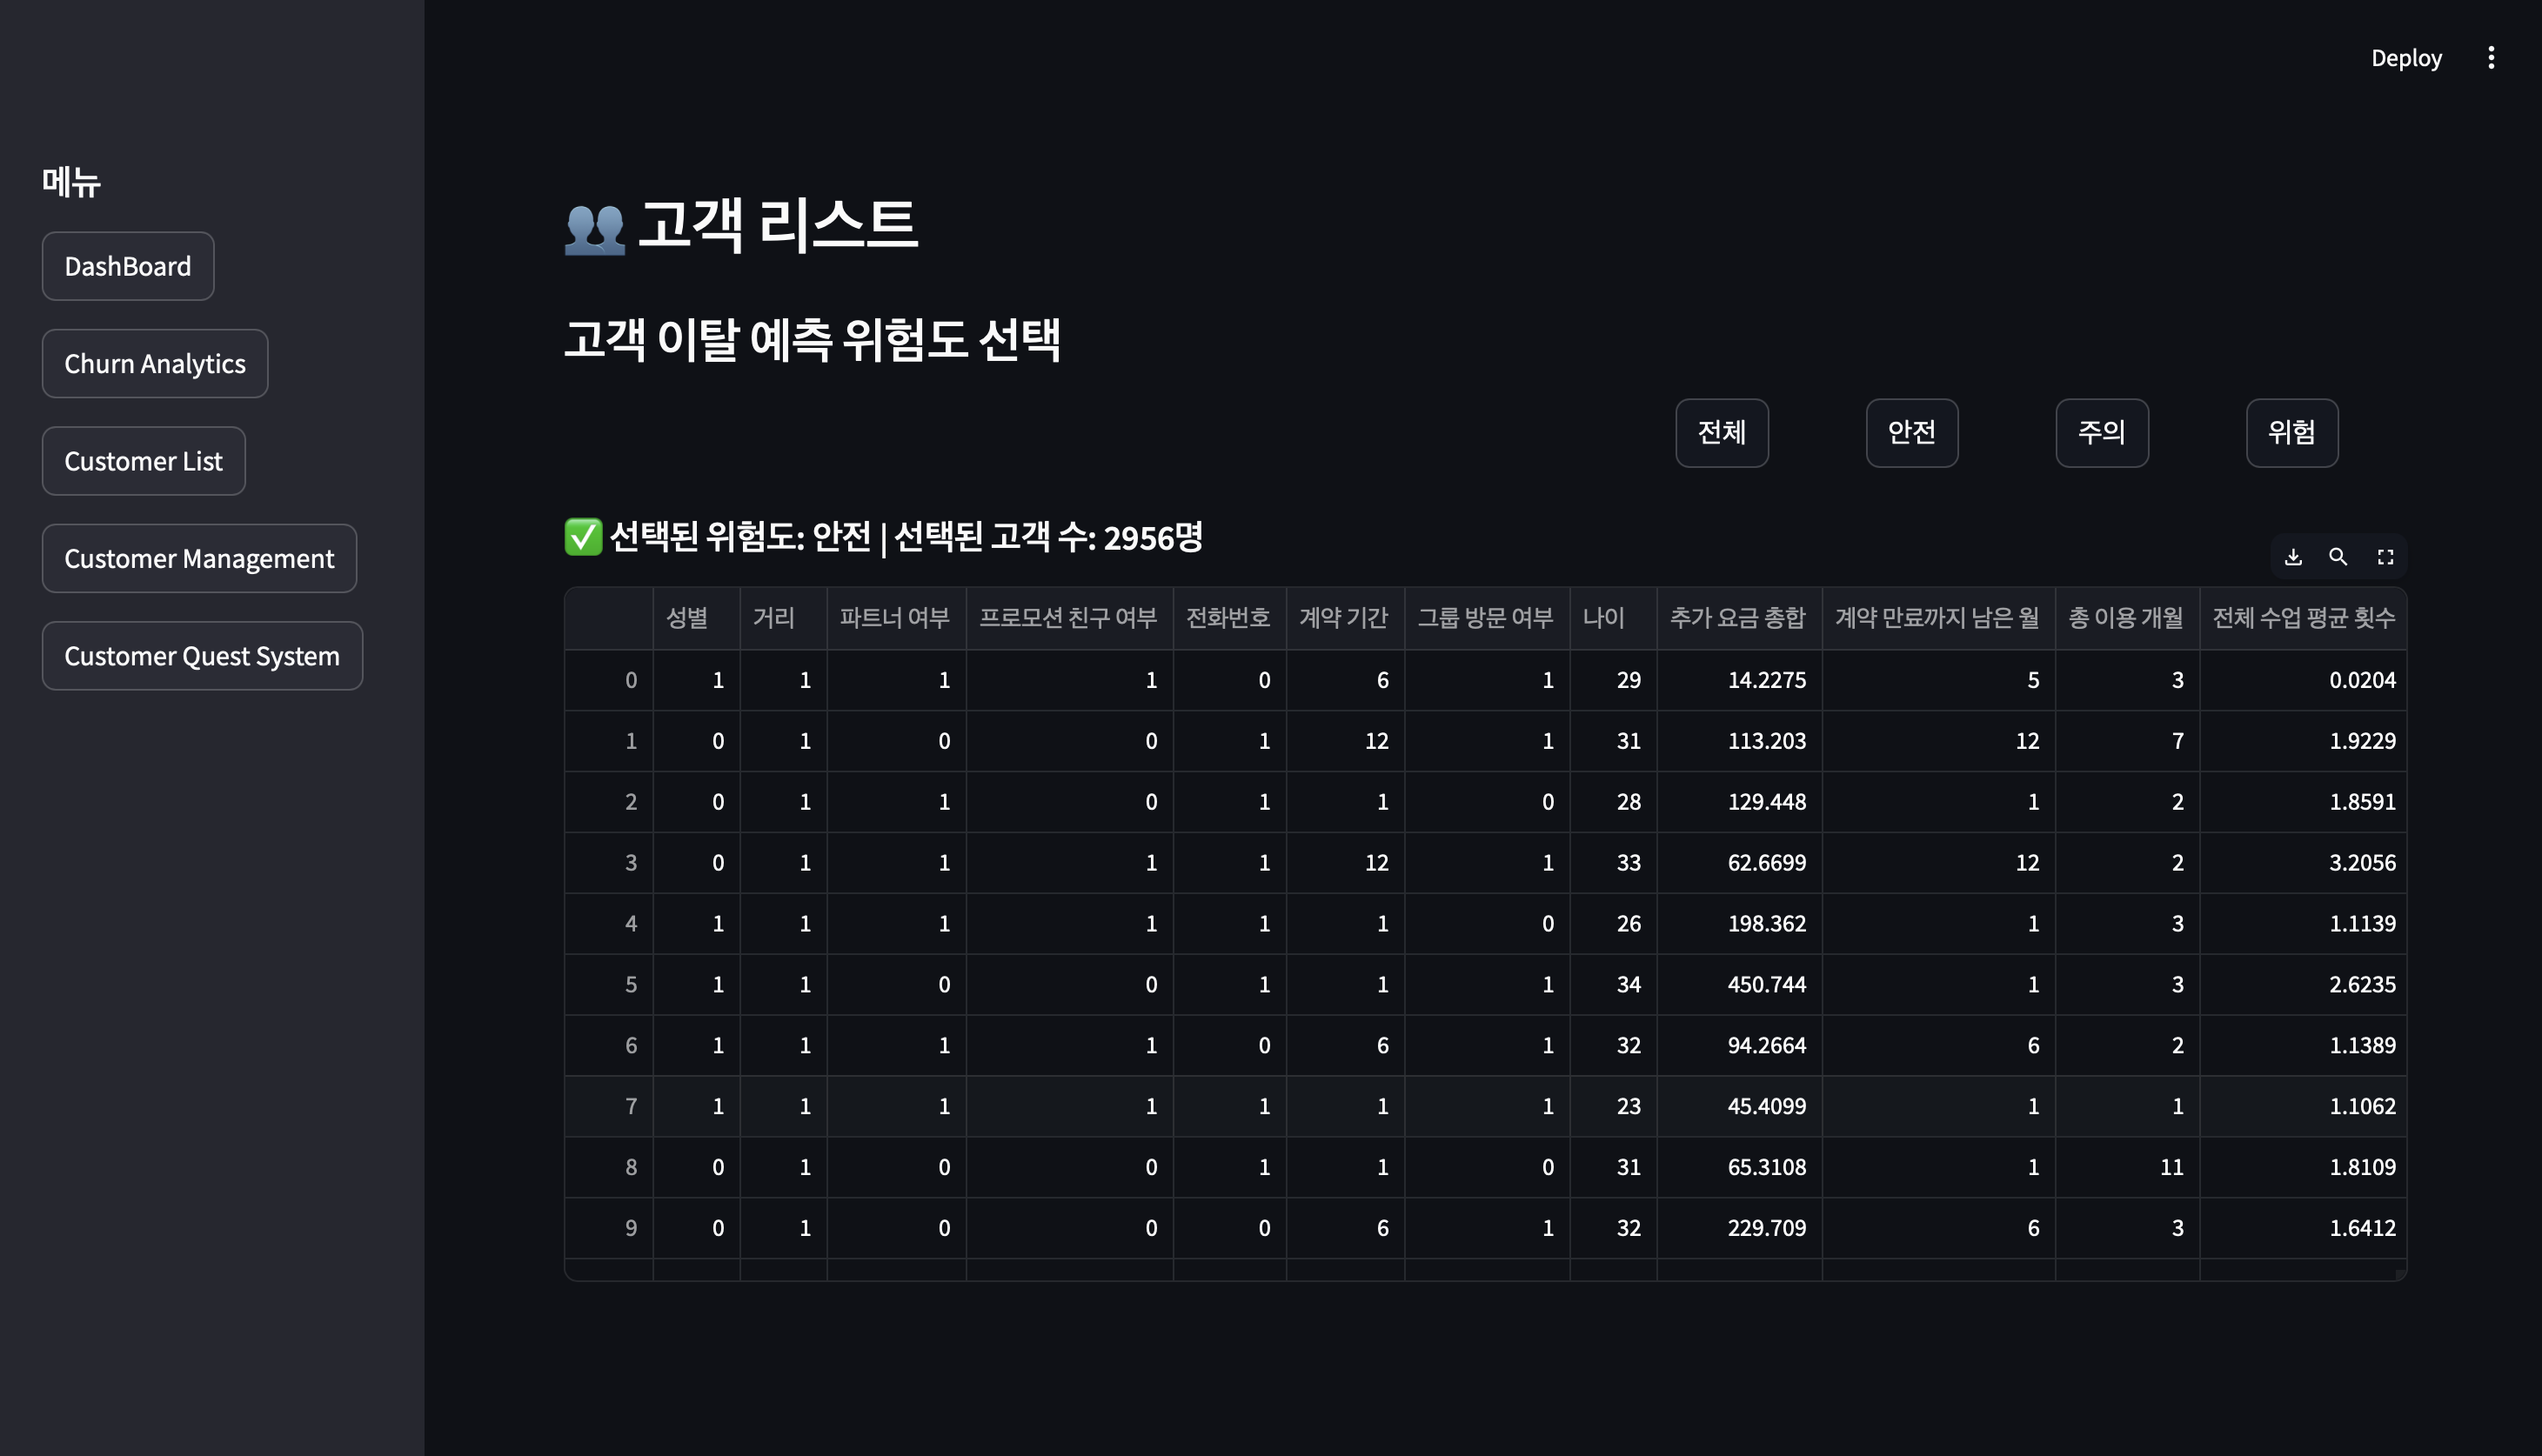 Deploy
메뉴
DashBoard
Churn Analytics
Customer List
Customer Management
Customer Quest System
고객 리스트
고객 이탈 예측 위험도 선택
전체 안전 주의 위험
선택된 위험도: 안전 | 선택된 고객 수: 2956명
성별 거리 파트너 여부 프로모션 친구 여부 전화번호 계약 기간 그룹 방문 여부 나이 추가 요금 총합 계약 만료까지 남은 월 총 이용 개월 전체 수업 평균 횟수
0 1 1 1 1 0 6 1 29 14.2275 5 3 0.0204
1 0 1 0 0 1 12 1 31 113.203 12 7 1.9229
2 0 1 1 0 1 1 0 28 129.448 1 2 1.8591
3 0 1 1 1 1 12 1 33 62.6699 12 2 3.2056
4 1 1 1 1 1 1 0 26 198.362 1 3 1.1139
5 1 1 0 0 1 1 1 34 450.744 1 3 2.6235
6 1 1 1 1 0 6 1 32 94.2664 6 2 1.1389
7 1 1 1 1 1 1 1 23 45.4099 1 1 1.1062
8 0 1 0 0 1 1 0 31 65.3108 1 11 1.8109
9 0 1 0 0 0 6 1 32 229.709 6 3 1.6412